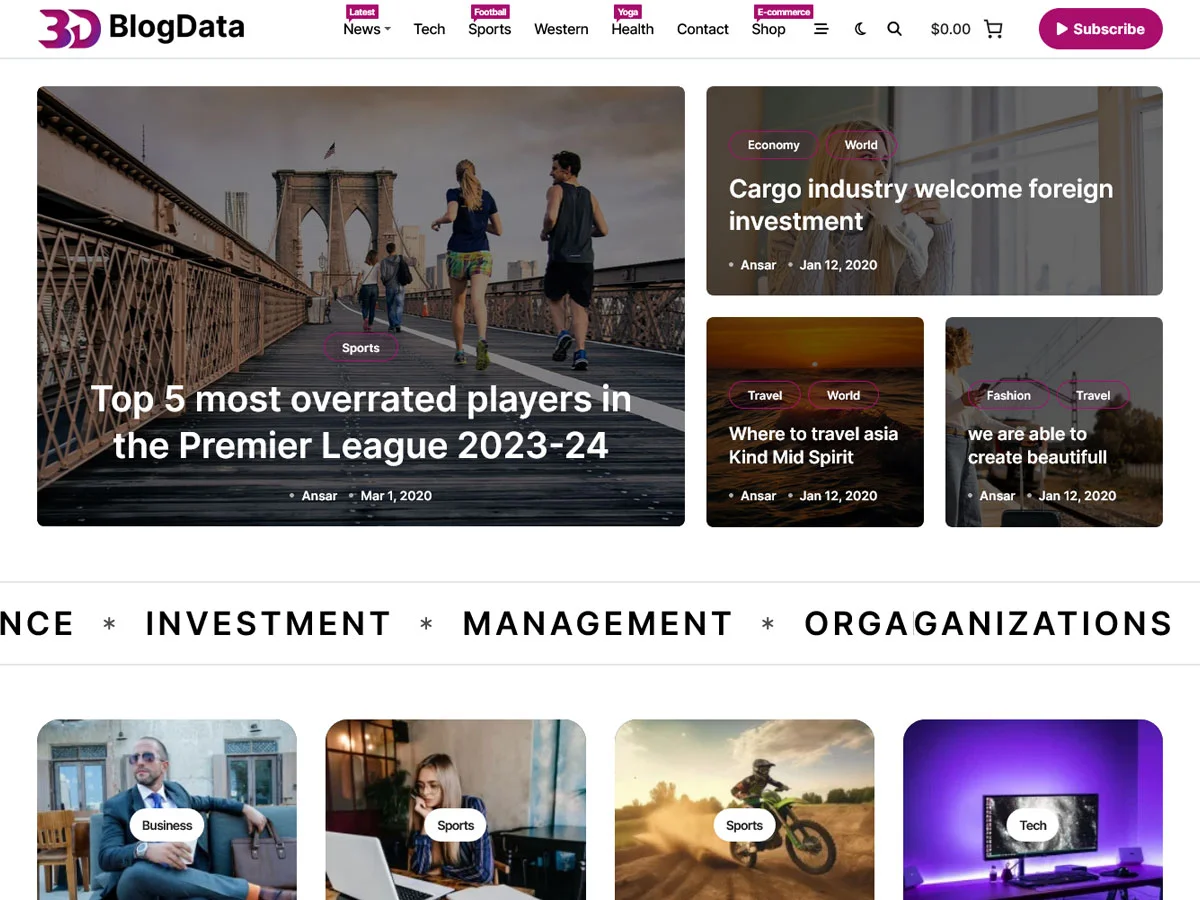 3D BlogData
Latest
News
Tech
Football
Sports
Western
Yoga
Health
Contact
E-commerce
Shop
$0.00
Subscribe
Sports
Top 5 most overrated players in
the Premier League 2023-24
Ansar
Mar 1, 2020
Economy
World
Cargo industry welcome foreign
investment
Ansar
Jan 12, 2020
Travel
World
Where to travel asia
Kind Mid Spirit
Ansar
Jan 12, 2020
Fashion
Travel
we are able to
create beautifull
Ansar
Jan 12, 2020
NCE * INVESTMENT * MANAGEMENT * ORGAGANIZATIONS
Business
Sports
Sports
Tech